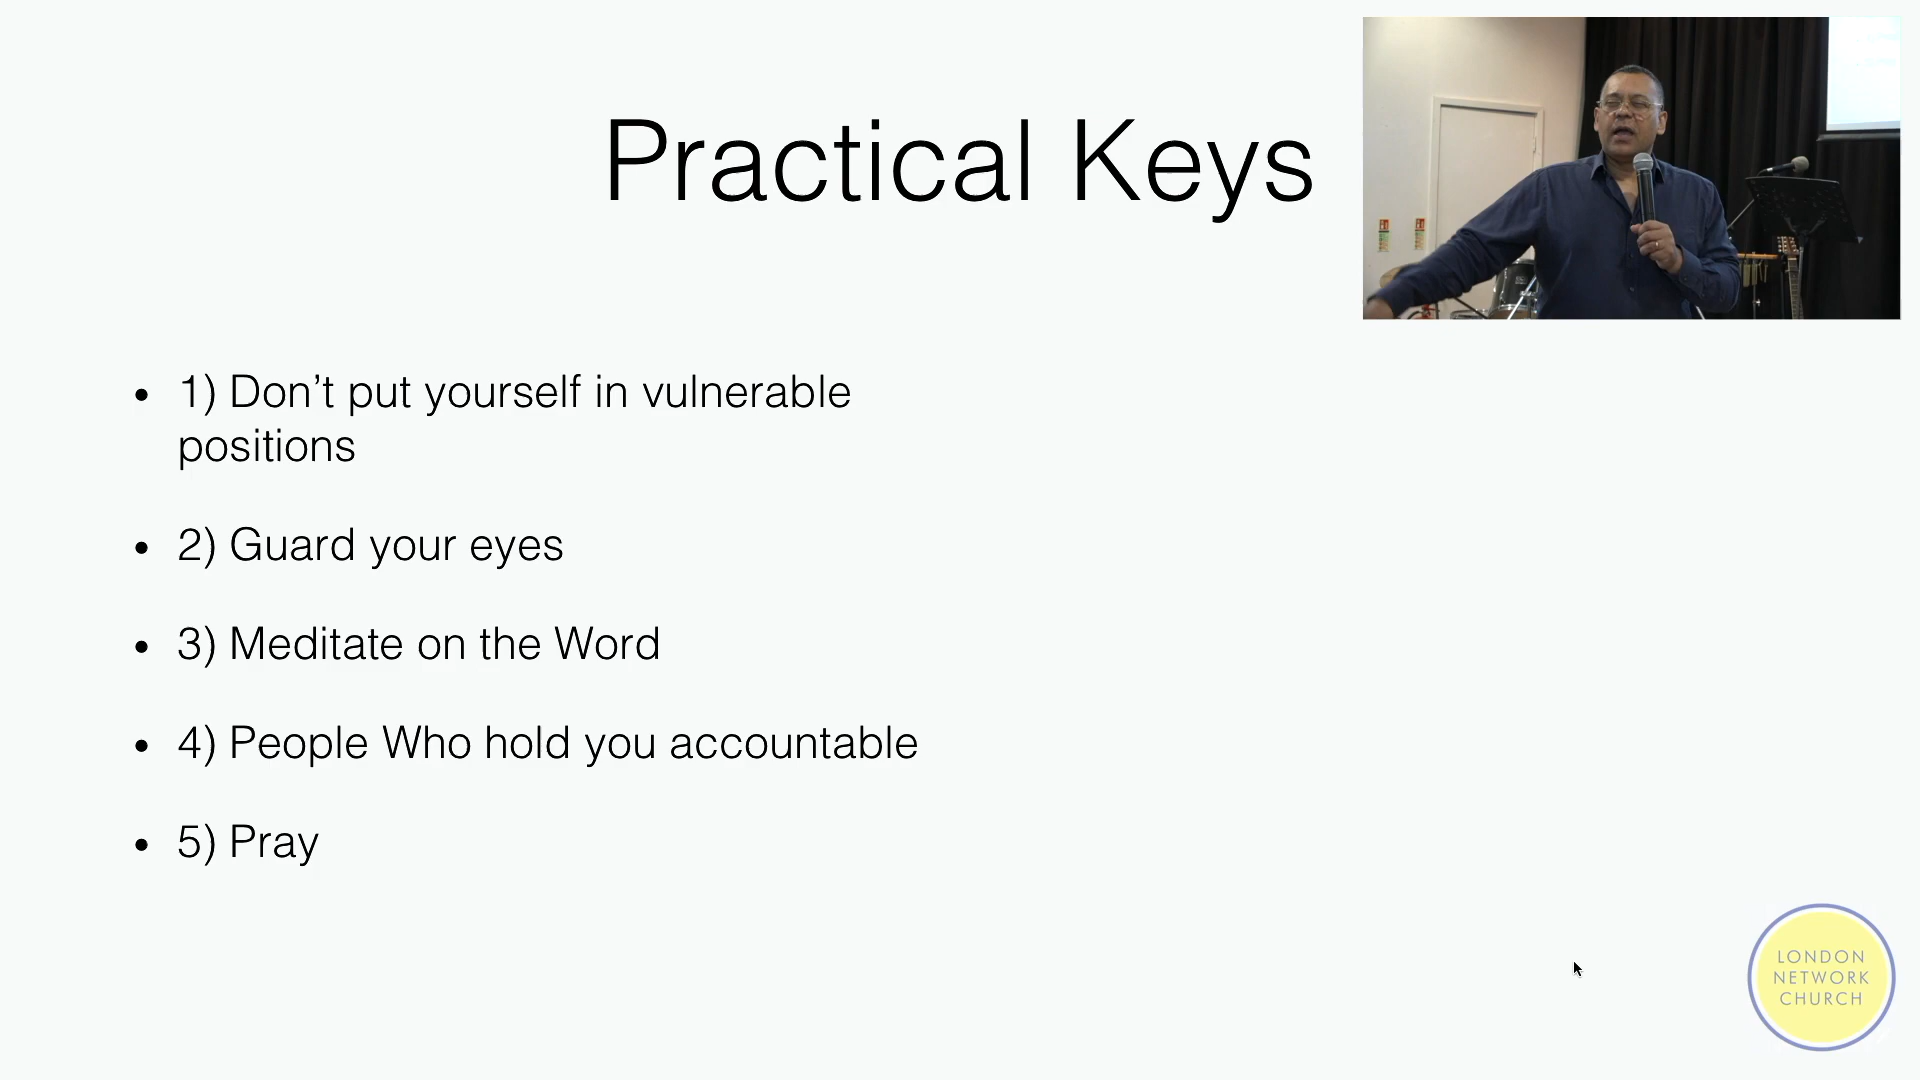 Practical Keys
• 1) Don’t put yourself in vulnerable
positions
• 2) Guard your eyes
• 3) Meditate on the Word
• 4) People Who hold you accountable
• 5) Pray
LONDON
NETWORK
CHURCH